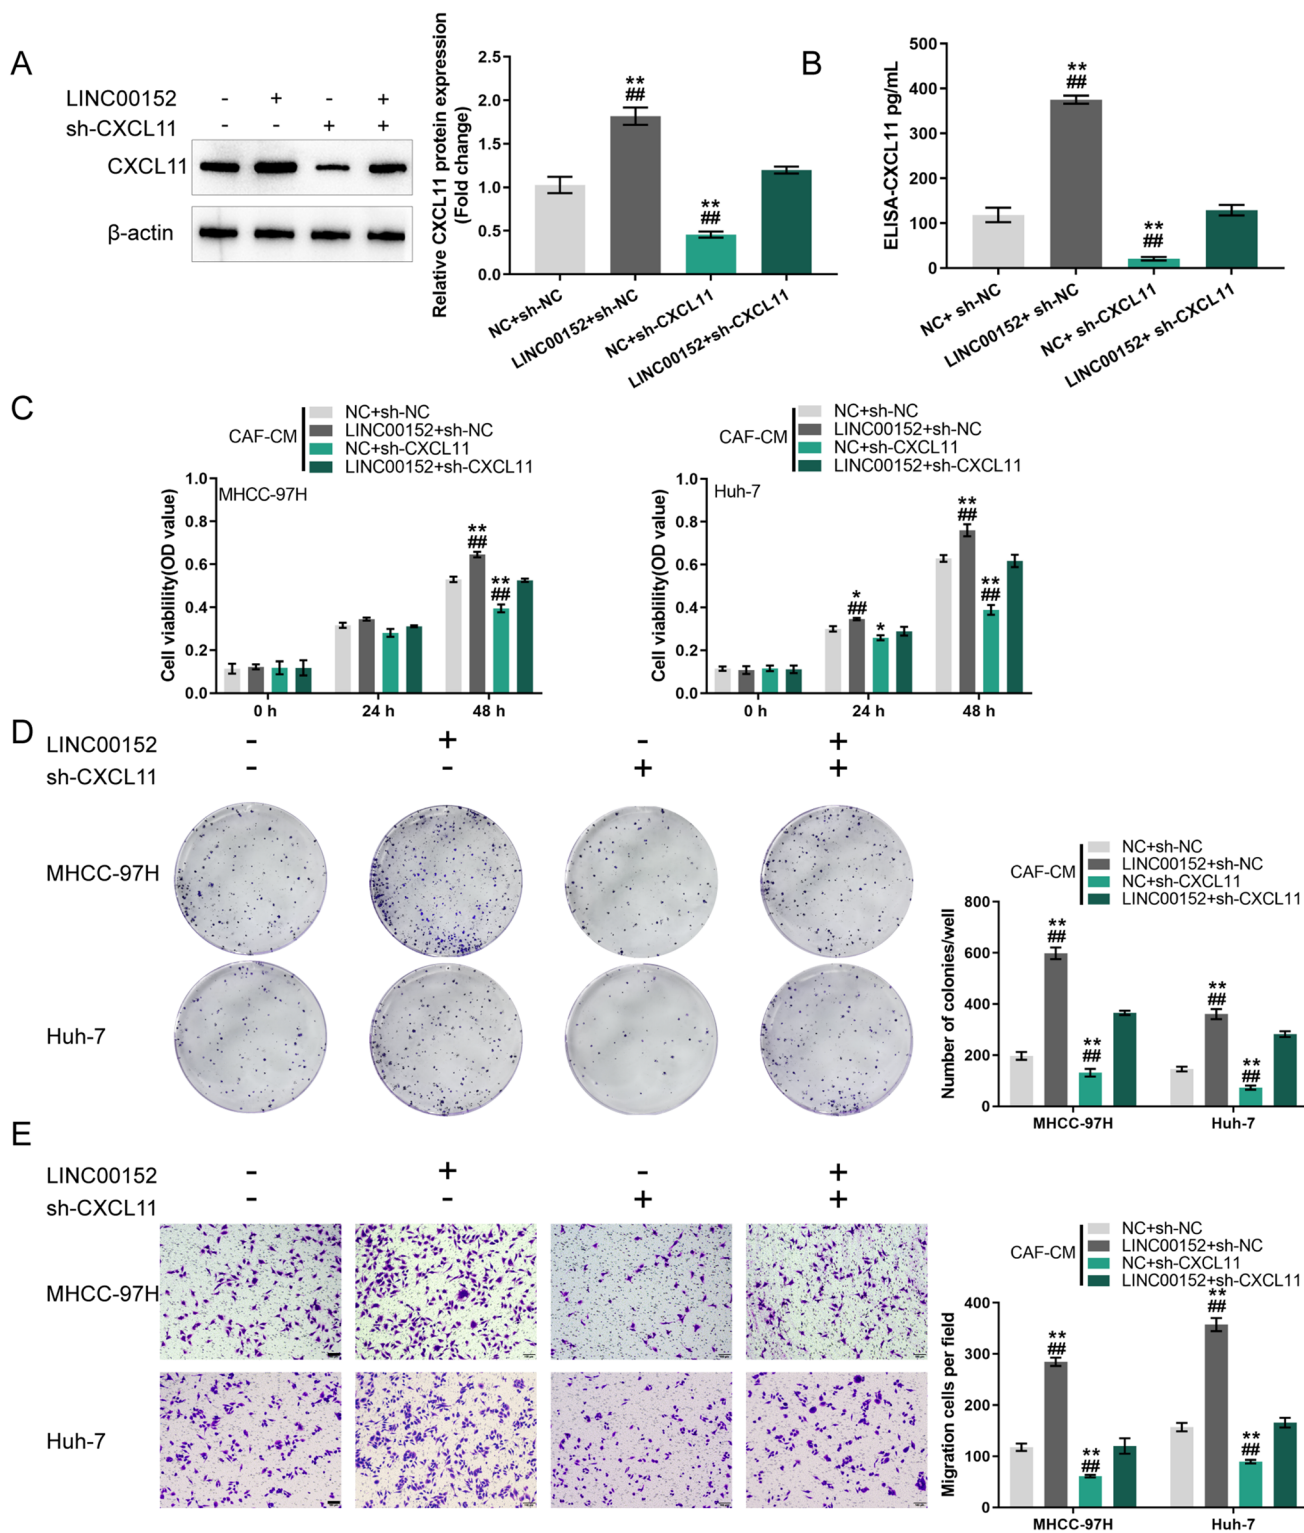 A
LINC00152 - + - +
sh-CXCL11 - - + +
CXCL11
β-actin
Relative CXCL11 protein expression
(Fold change)
2.5
2.0
1.5
1.0
0.5
0.0
**
##
**
##
NC+sh-NC
LINC00152+sh-NC
NC+sh-CXCL11
LINC00152+sh-CXCL11
B
ELISA-CXCL11 pg/mL
500
400
300
200
100
0
**
##
**
##
NC+ sh-NC
LINC00152+ sh-NC
NC+ sh-CXCL11
LINC00152+ sh-CXCL11
C
CAF-CM
NC+sh-NC
LINC00152+sh-NC
NC+sh-CXCL11
LINC00152+sh-CXCL11
MHCC-97H
Cell viablility(OD value)
1.0
0.8
0.6
0.4
0.2
0.0
**
##
**
##
0 h 24 h 48 h
CAF-CM
NC+sh-NC
LINC00152+sh-NC
NC+sh-CXCL11
LINC00152+sh-CXCL11
Huh-7
Cell viablility(OD value)
1.0
0.8
0.6
0.4
0.2
0.0
*
##
*
**
##
**
##
0 h 24 h 48 h
D
LINC00152 - + - +
sh-CXCL11 - - + +
MHCC-97H
Huh-7
CAF-CM
NC+sh-NC
LINC00152+sh-NC
NC+sh-CXCL11
LINC00152+sh-CXCL11
Number of colonies/well
800
600
400
200
0
**
##
**
##
**
##
**
##
MHCC-97H Huh-7
E
LINC00152 - + - +
sh-CXCL11 - - + +
MHCC-97H
Huh-7
CAF-CM
NC+sh-NC
LINC00152+sh-NC
NC+sh-CXCL11
LINC00152+sh-CXCL11
Migration cells per field
400
300
200
100
0
**
##
**
##
**
##
**
##
MHCC-97H Huh-7